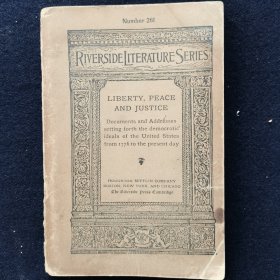 Number 261
RIVERSIDE LITERATURE SERIES
LIBERTY, PEACE
AND JUSTICE
Documents and Addresses
setting forth the democratic
ideals of the United States
from 1776 to the present day
HOUGHTON MIFFLIN COMPANY
BOSTON, NEW YORK, AND CHICAGO
The Riverside Press Cambridge